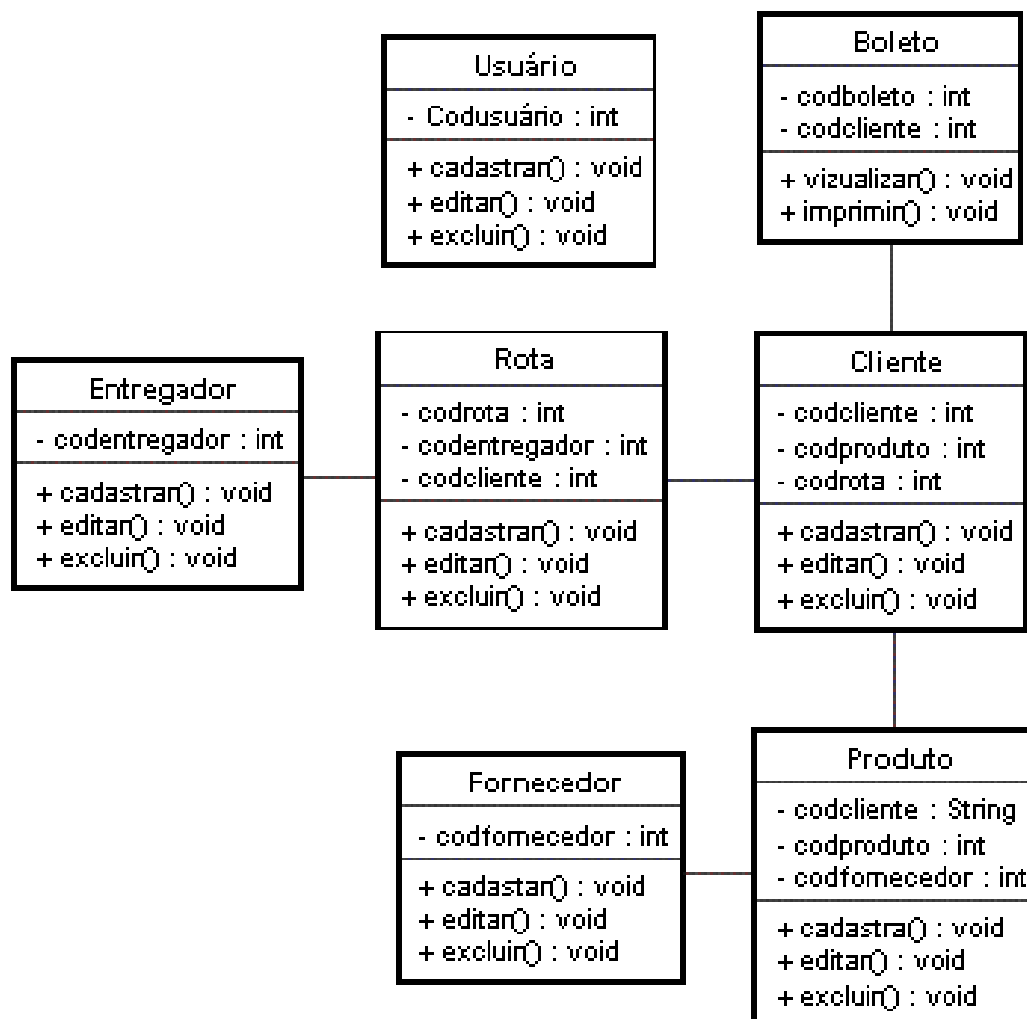 Usuário
- Codusuário : int
+ cadastrar() : void
+ editar() : void
+ excluir() : void
Boleto
- codboleto : int
- codcliente : int
+ vizualizar() : void
+ imprimir() : void
Entregador
- codentregador : int
+ cadastrar() : void
+ editar() : void
+ excluir() : void
Rota
- codrota : int
- codentregador : int
- codcliente : int
+ cadastrar() : void
+ editar() : void
+ excluir() : void
Cliente
- codcliente : int
- codproduto : int
- codrota : int
+ cadastrar() : void
+ editar() : void
+ excluir() : void
Fornecedor
- codfornecedor : int
+ cadastar() : void
+ editar() : void
+ excluir() : void
Produto
- codcliente : String
- codproduto : int
- codfornecedor : int
+ cadastra() : void
+ editar() : void
+ excluir() : void